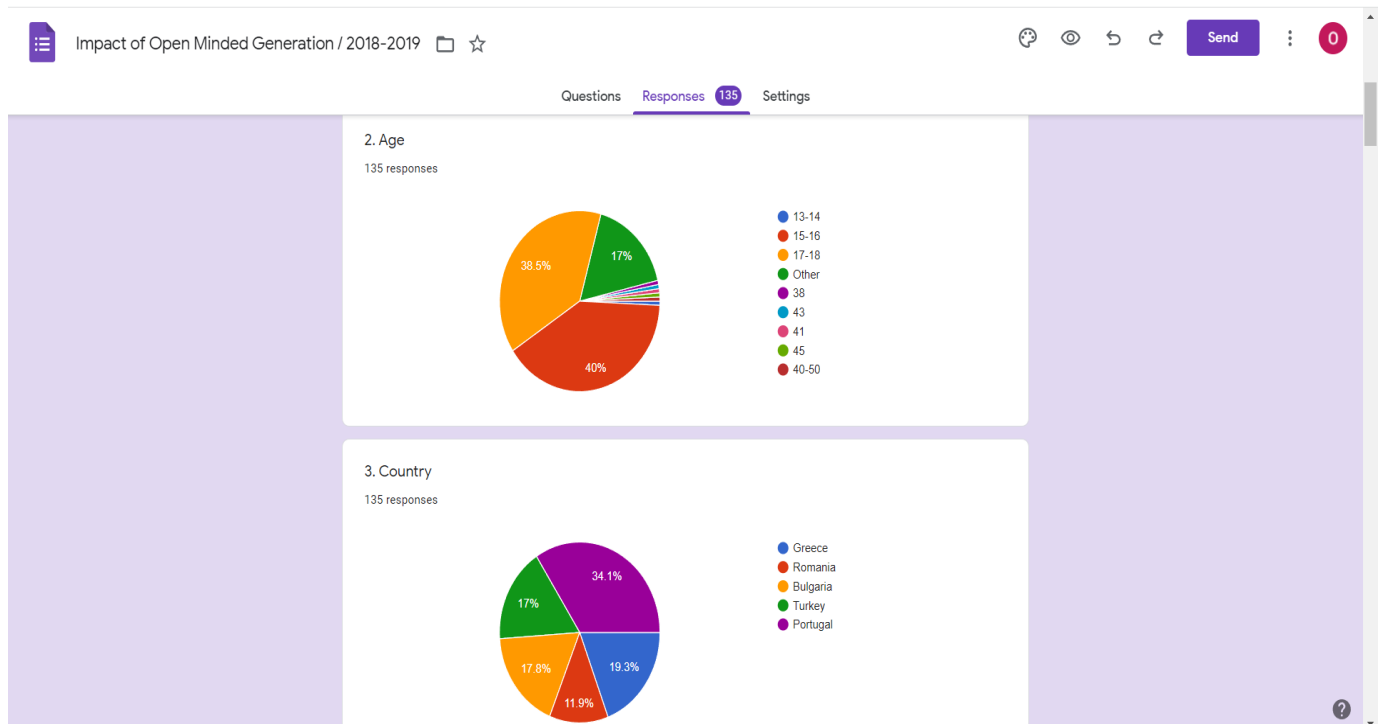 Impact of Open Minded Generation / 2018-2019
Send
O
Questions Responses 135 Settings
2. Age
135 responses
38.5%
17%
40%
13-14
15-16
17-18
Other
38
43
41
45
40-50
3. Country
135 responses
34.1%
17%
17.8%
11.9%
19.3%
Greece
Romania
Bulgaria
Turkey
Portugal
?